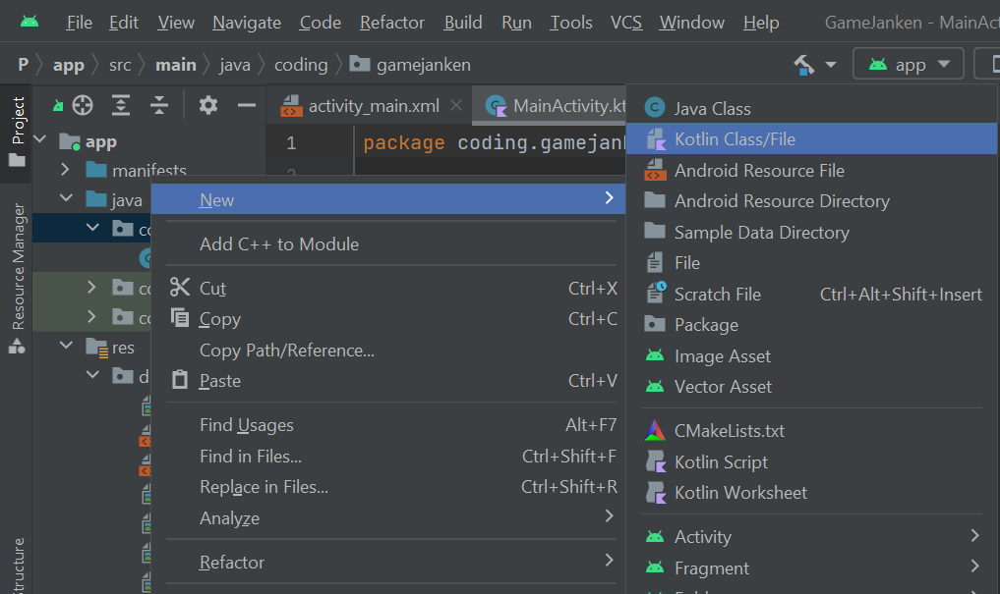 File Edit View Navigate Code Refactor Build Run Tools VCS Window Help GameJanken - MainAct
P app src main java coding gamejanken app
Project
Resource Manager
Structure
app
manifests
java
co
co
co
res
d
activity_main.xml
MainActivity.kt
1
package coding.gamejank
2
New
Add C++ to Module
Cut Ctrl+X
Copy Ctrl+C
Copy Path/Reference...
Paste Ctrl+V
Find Usages Alt+F7
Find in Files... Ctrl+Shift+F
Replace in Files... Ctrl+Shift+R
Analyze
Refactor
Java Class
Kotlin Class/File
Android Resource File
Android Resource Directory
Sample Data Directory
File
Scratch File Ctrl+Alt+Shift+Insert
Package
Image Asset
Vector Asset
CMakeLists.txt
Kotlin Script
Kotlin Worksheet
Activity
Fragment